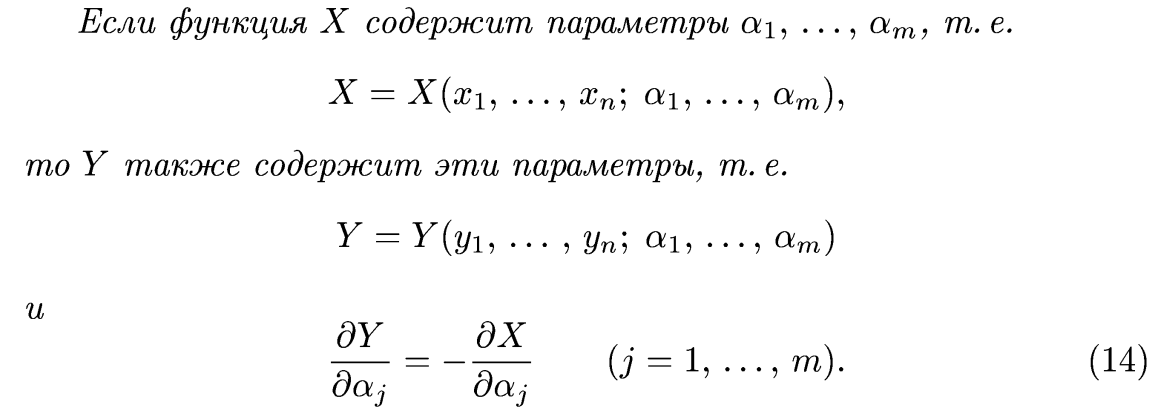 Если функция X содержит параметры α₁, …, αₘ, т. е.
X = X(x₁, …, xₙ; α₁, …, αₘ),
то Y также содержит эти параметры, т. е.
Y = Y(y₁, …, yₙ; α₁, …, αₘ)
и
∂Y/∂αⱼ = −∂X/∂αⱼ (j = 1, …, m). (14)